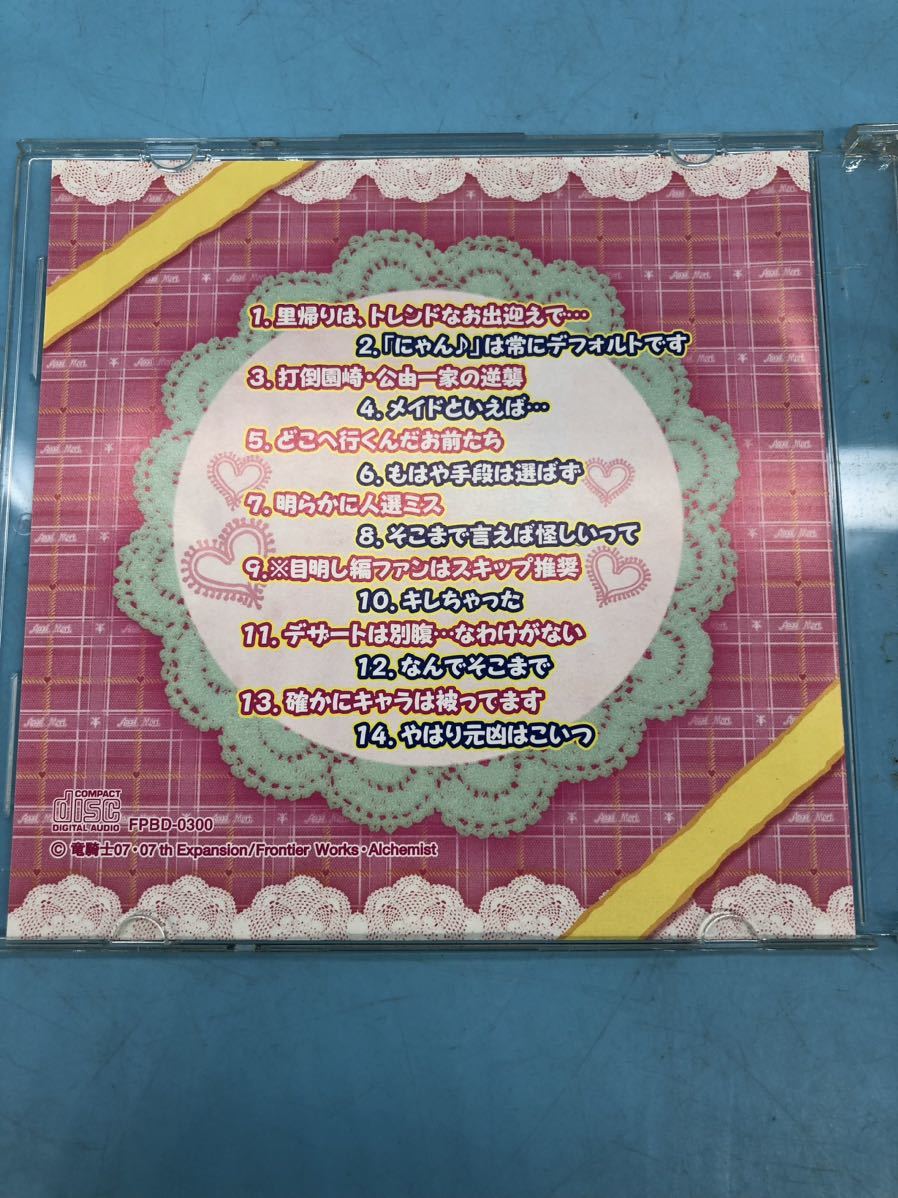 1. 里帰りは、トレンドなお出迎えで…
2.「にゃん♪」は常にデフォルトです
3. 打倒園崎・公由一家の逆襲
4. メイドといえば…
5. どこへ行くんだお前たち
6. もはや手段は選ばず
7. 明らかに人選ミス
8. そこまで言えば怪しいって
9.※目明し編ファンはスキップ推奨
10. キレちゃった
11. デザートは別腹…なわけがない
12. なんでそこまで
13. 確かにキャラは被ってます
14. やはり元凶はこいつ
COMPACT
disc
DIGITAL AUDIO
FPBD-0300
© 竜騎士07・07th Expansion/Frontier Works・Alchemist